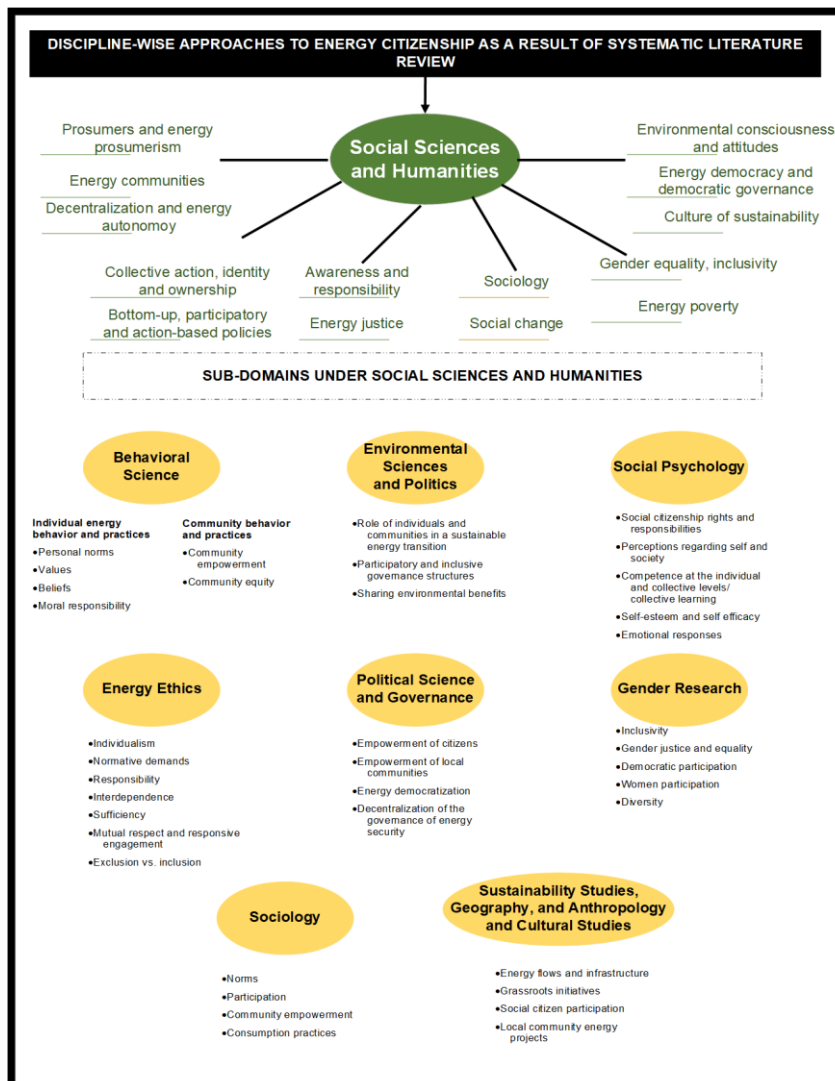 DISCIPLINE-WISE APPROACHES TO ENERGY CITIZENSHIP AS A RESULT OF SYSTEMATIC LITERATURE
REVIEW
Social Sciences
and Humanities
Prosumers and energy
prosumerism
Energy communities
Decentralization and energy
autonomoy
Environmental consciousness
and attitudes
Energy democracy and
democratic governance
Culture of sustainability
Collective action, identity
and ownership
Bottom-up, participatory
and action-based policies
Awareness and
responsibility
Energy justice
Sociology
Social change
Gender equality, inclusivity
Energy poverty
SUB-DOMAINS UNDER SOCIAL SCIENCES AND HUMANITIES
Behavioral
Science
Individual energy
behavior and practices
•Personal norms
•Values
•Beliefs
•Moral responsibility
Community behavior
and practices
•Community
empowerment
•Community equity
Environmental
Sciences
and Politics
•Role of individuals and
communities in a sustainable
energy transition
•Participatory and inclusive
governance structures
•Sharing environmental benefits
Social Psychology
•Social citizenship rights and
responsibilities
•Perceptions regarding self and
society
•Competence at the individual
and collective levels/
collective learning
•Self-esteem and self efficacy
•Emotional responses
Energy Ethics
•Individualism
•Normative demands
•Responsibility
•Interdependence
•Sufficiency
•Mutual respect and responsive
engagement
•Exclusion vs. inclusion
Political Science
and Governance
•Empowerment of citizens
•Empowerment of local
communities
•Energy democratization
•Decentralization of the
governance of energy
security
Gender Research
•Inclusivity
•Gender justice and equality
•Democratic participation
•Women participation
•Diversity
Sociology
•Norms
•Participation
•Community empowerment
•Consumption practices
Sustainability Studies,
Geography, and Anthropology
and Cultural Studies
•Energy flows and infrastructure
•Grassroots initiatives
•Social citizen participation
•Local community energy
projects